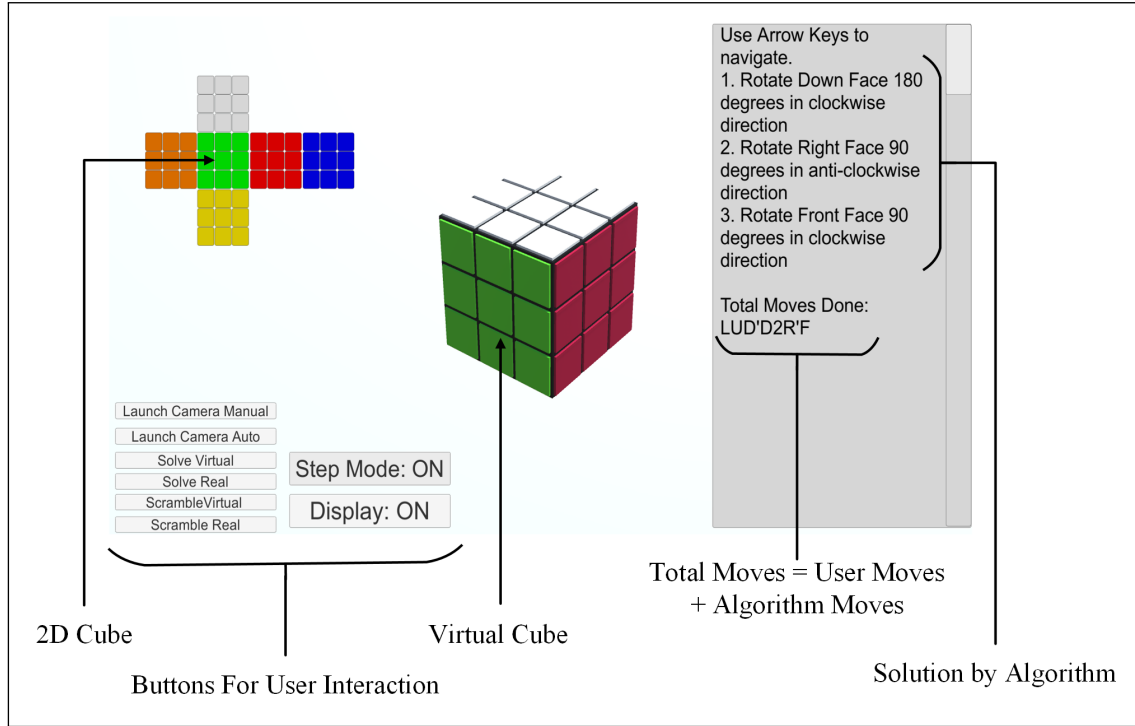 Use Arrow Keys to
navigate.
1. Rotate Down Face 180
degrees in clockwise
direction
2. Rotate Right Face 90
degrees in anti-clockwise
direction
3. Rotate Front Face 90
degrees in clockwise
direction
Total Moves Done:
LUD'D2R'F
Launch Camera Manual
Launch Camera Auto
Solve Virtual
Solve Real
ScrambleVirtual
Scramble Real
Step Mode: ON
Display: ON
Total Moves = User Moves
+ Algorithm Moves
2D Cube
Virtual Cube
Buttons For User Interaction
Solution by Algorithm